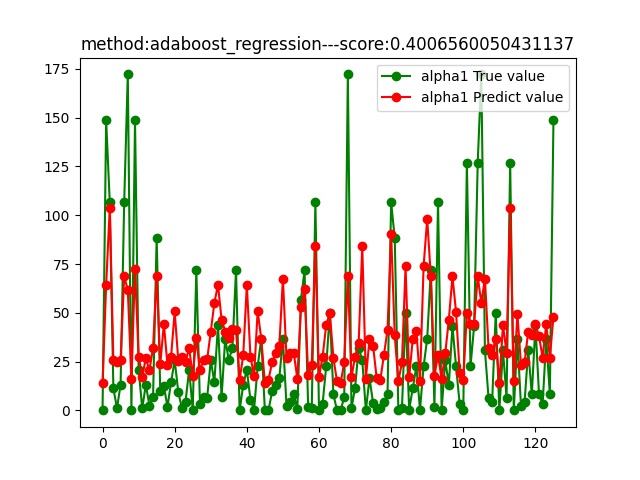 method:adaboost_regression---score:0.4006560050431137
alpha1 True value
alpha1 Predict value
175
150
125
100
75
50
25
0
0 20 40 60 80 100 120